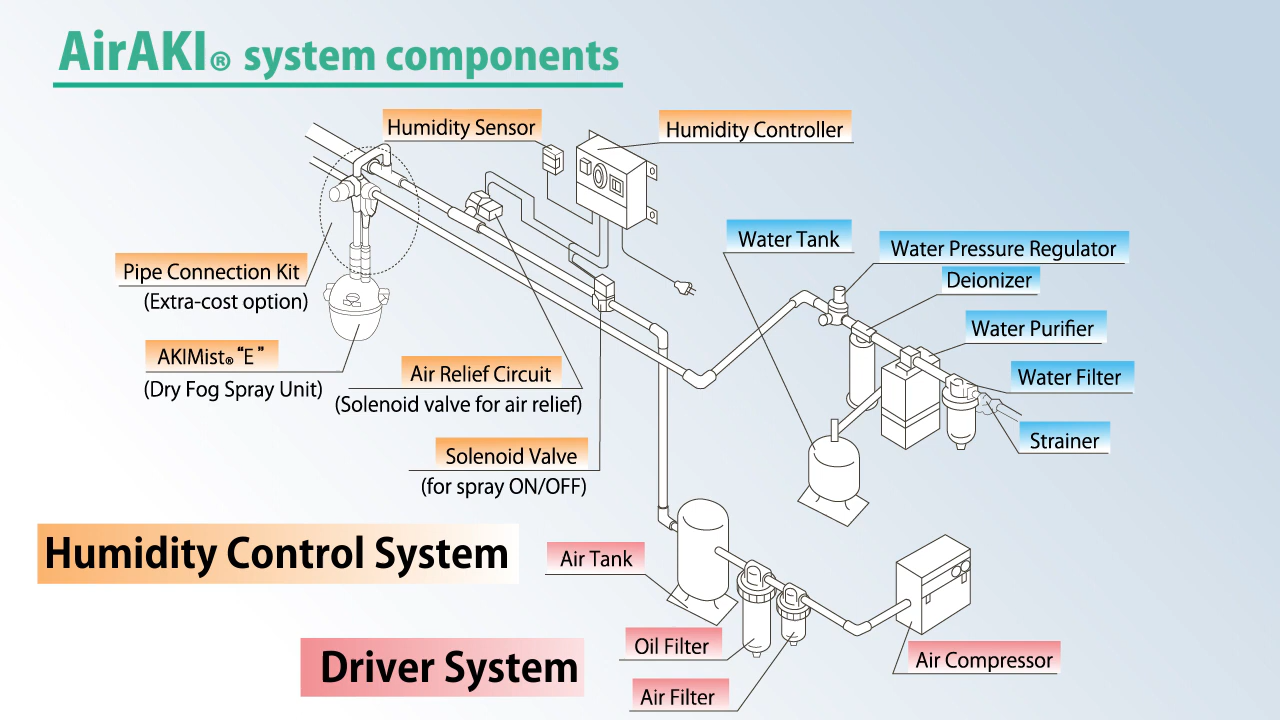 AirAKI® system components
Humidity Sensor
Humidity Controller
Water Tank
Water Pressure Regulator
Deionizer
Pipe Connection Kit
(Extra-cost option)
Water Purifier
AKIMist® “E”
(Dry Fog Spray Unit)
Air Relief Circuit
(Solenoid valve for air relief)
Water Filter
Strainer
Solenoid Valve
(for spray ON/OFF)
Humidity Control System
Air Tank
Oil Filter
Driver System
Air Compressor
Air Filter